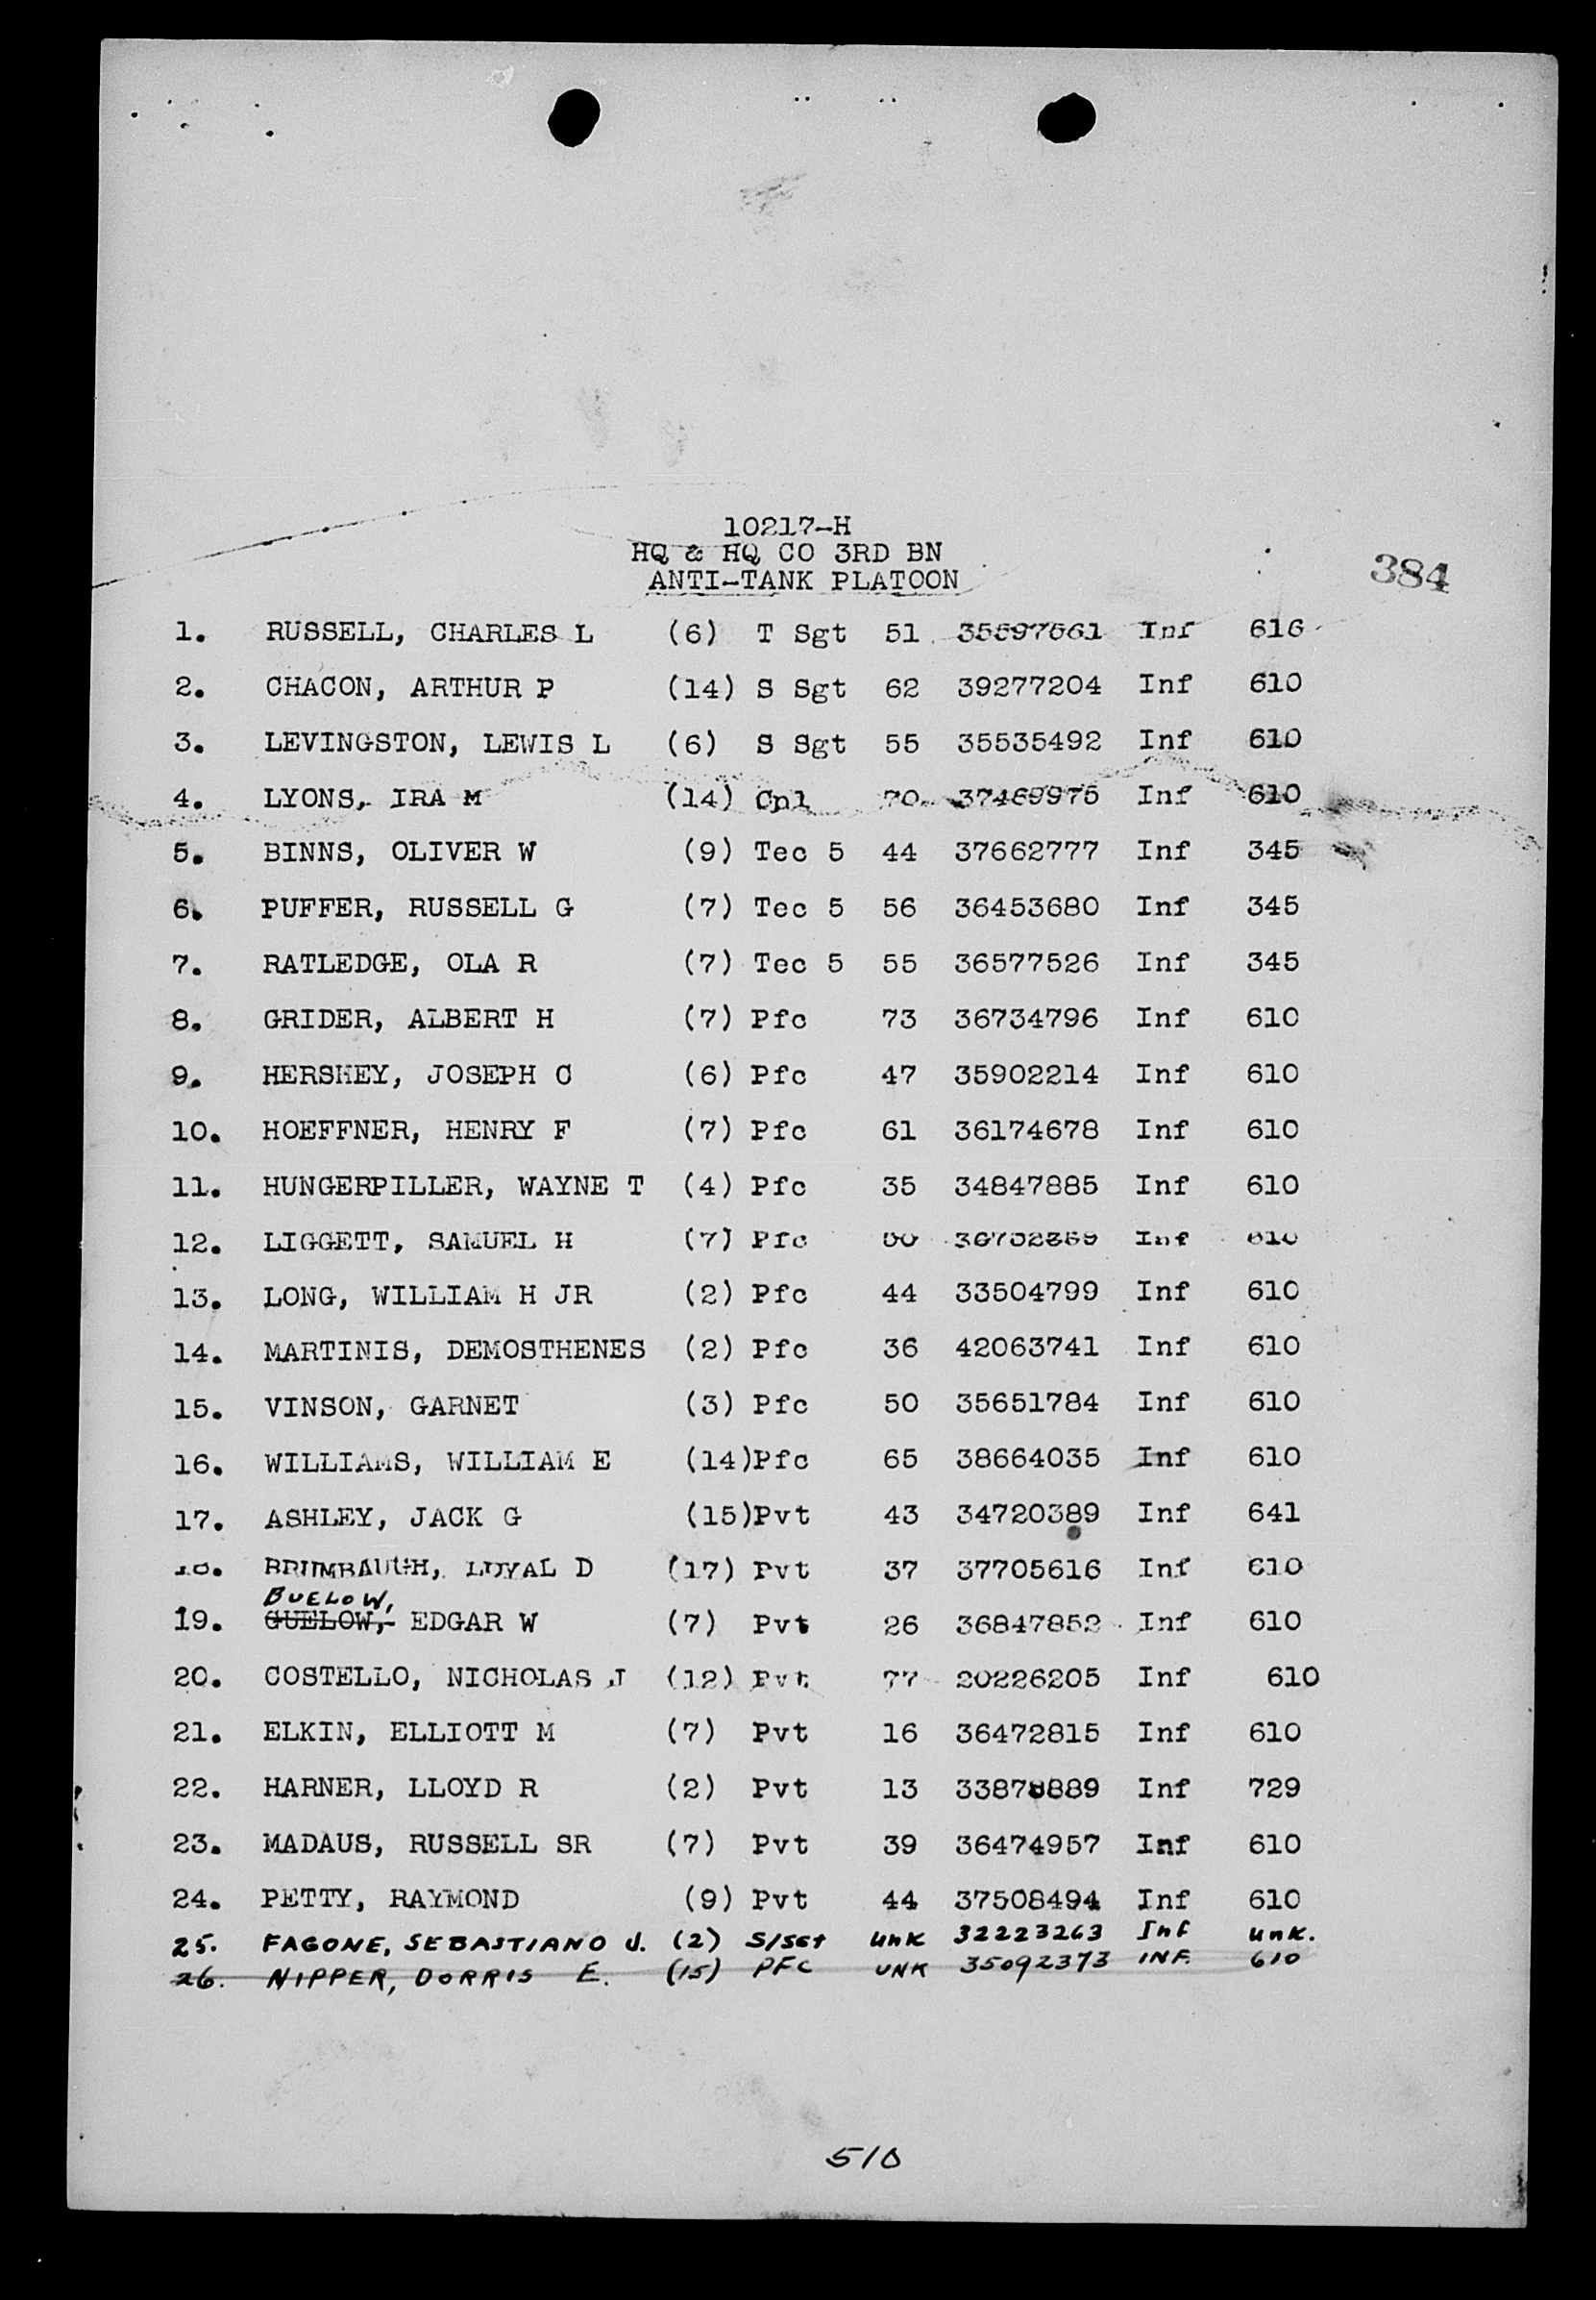 10217-H
HQ & HQ CO 3RD BN
ANTI-TANK PLATOON
384
1. RUSSELL, CHARLES L (6) T Sgt 51 Inf 616
2. CHACON, ARTHUR P (14) S Sgt 62 39277204 Inf 610
3. LEVINGSTON, LEWIS L (6) S Sgt 55 35535492 Inf 610
4. LYONS, IRA M (14) Cpl 70 37469975 Inf 610
5. BINNS, OLIVER W (9) Tec 5 44 37662777 Inf 345
6. PUFFER, RUSSELL G (7) Tec 5 56 36453680 Inf 345
7. RATLEDGE, OLA R (7) Tec 5 55 36577526 Inf 345
8. GRIDER, ALBERT H (7) Pfc 73 36734796 Inf 610
9. HERSHEY, JOSEPH C (6) Pfc 47 35902214 Inf 610
10. HOEFFNER, HENRY F (7) Pfc 61 36174678 Inf 610
11. HUNGERPILLER, WAYNE T (4) Pfc 35 34847885 Inf 610
12. LIGGETT, SAMUEL H (7) Pfc Inf 610
13. LONG, WILLIAM H JR (2) Pfc 44 33504799 Inf 610
14. MARTINIS, DEMOSTHENES (2) Pfc 36 42063741 Inf 610
15. VINSON, GARNET (3) Pfc 50 35651784 Inf 610
16. WILLIAMS, WILLIAM E (14)Pfc 65 38664035 Inf 610
17. ASHLEY, JACK G (15)Pvt 43 34720389 Inf 641
18. BRUMBAUGH, LOYAL D (17) Pvt 37 37705616 Inf 610
BUELOW,
19. GUELOW, EDGAR W (7) Pvt 26 36847852 Inf 610
20. COSTELLO, NICHOLAS J (12) Pvt 77 20226205 Inf 610
21. ELKIN, ELLIOTT M (7) Pvt 16 36472815 Inf 610
22. HARNER, LLOYD R (2) Pvt 13 33878889 Inf 729
23. MADAUS, RUSSELL SR (7) Pvt 39 36474957 Inf 610
24. PETTY, RAYMOND (9) Pvt 44 37508494 Inf 610
25. FAGONE, SEBASTIANO J. (2) S/SGT UNK 32223263 Inf UNK.
26. NIPPER, DORRIS E. (15) PFC UNK 35092373 INF. 610
510